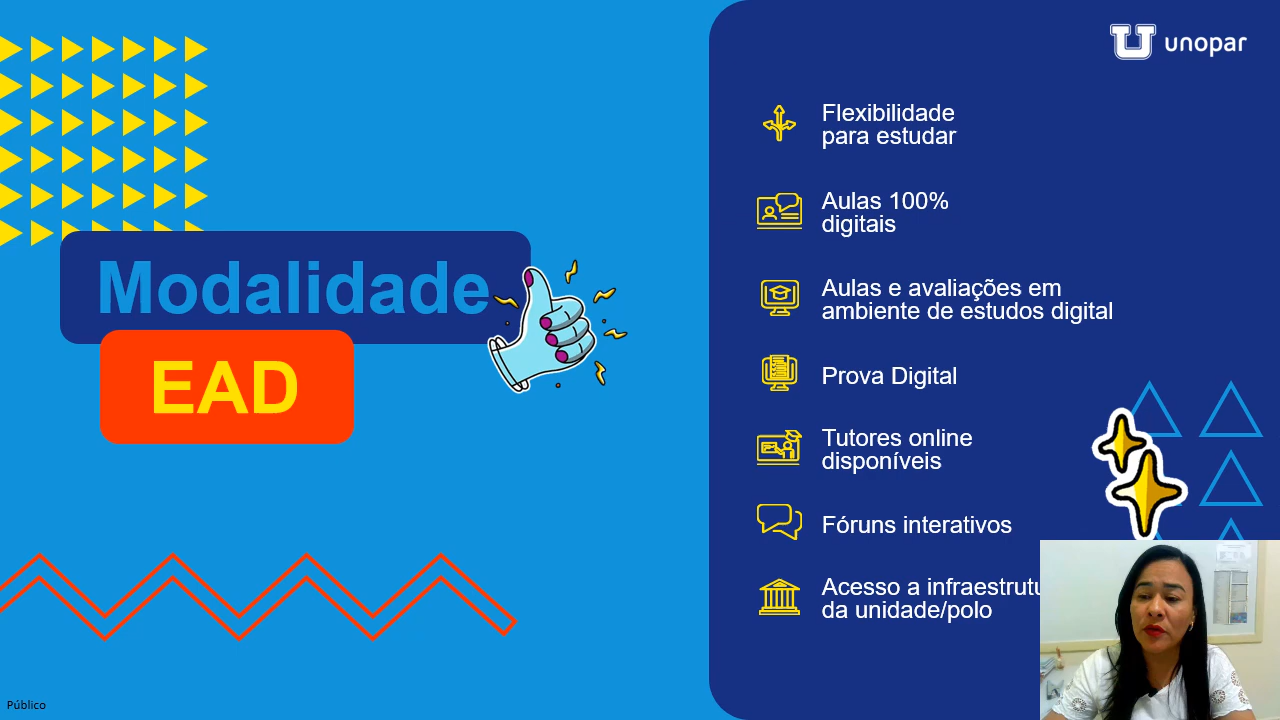 unopar
Modalidade
EAD
Flexibilidade
para estudar
Aulas 100%
digitais
Aulas e avaliações em
ambiente de estudos digital
Prova Digital
Tutores online
disponíveis
Fóruns interativos
Acesso a
da unidade/polo
Público